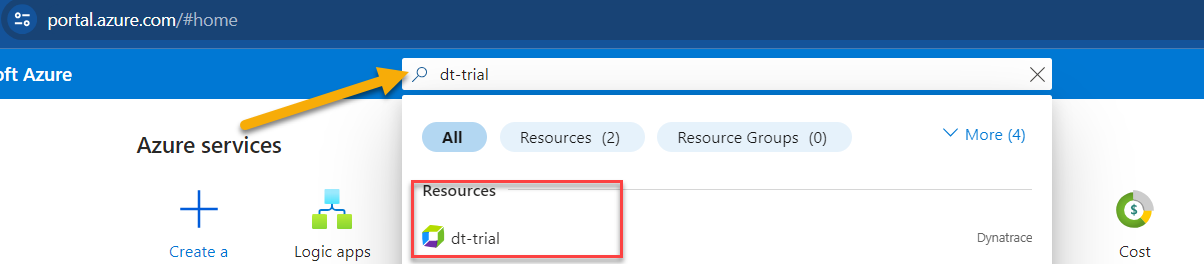 portal.azure.com/#home
oft Azure
dt-trial
All Resources (2) Resource Groups (0) More (4)
Azure services
Resources
dt-trial Dynatrace
Create a Logic apps Cost